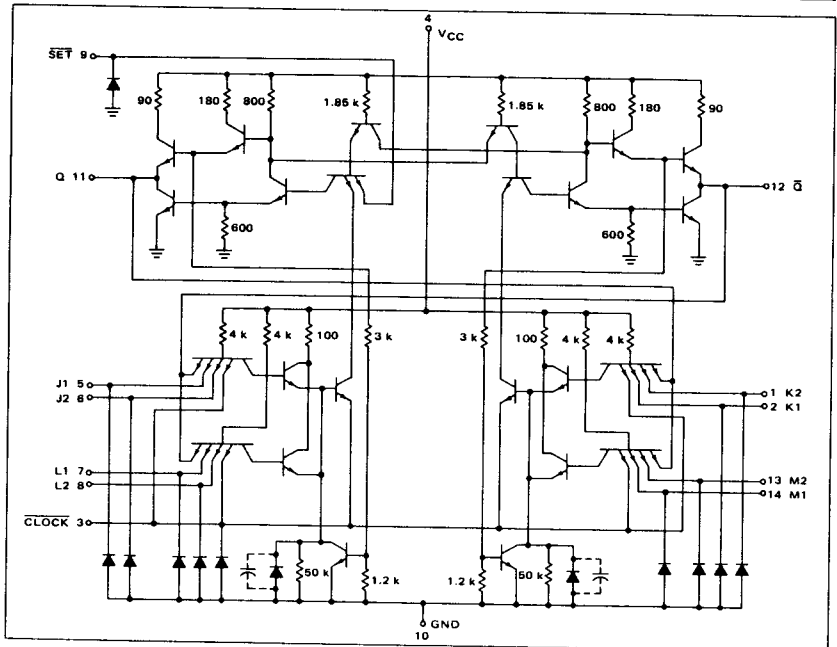 4
VCC
SET 9
90
180
800
1.85 k
1.85 k
800
180
90
Q 11
12 Q
600
600
4 k
4 k
100
3 k
3 k
100
4 k
4 k
J1 5
J2 6
1 K2
2 K1
L1 7
L2 8
13 M2
14 M1
CLOCK 3
50 k
1.2 k
1.2 k
50 k
GND
10